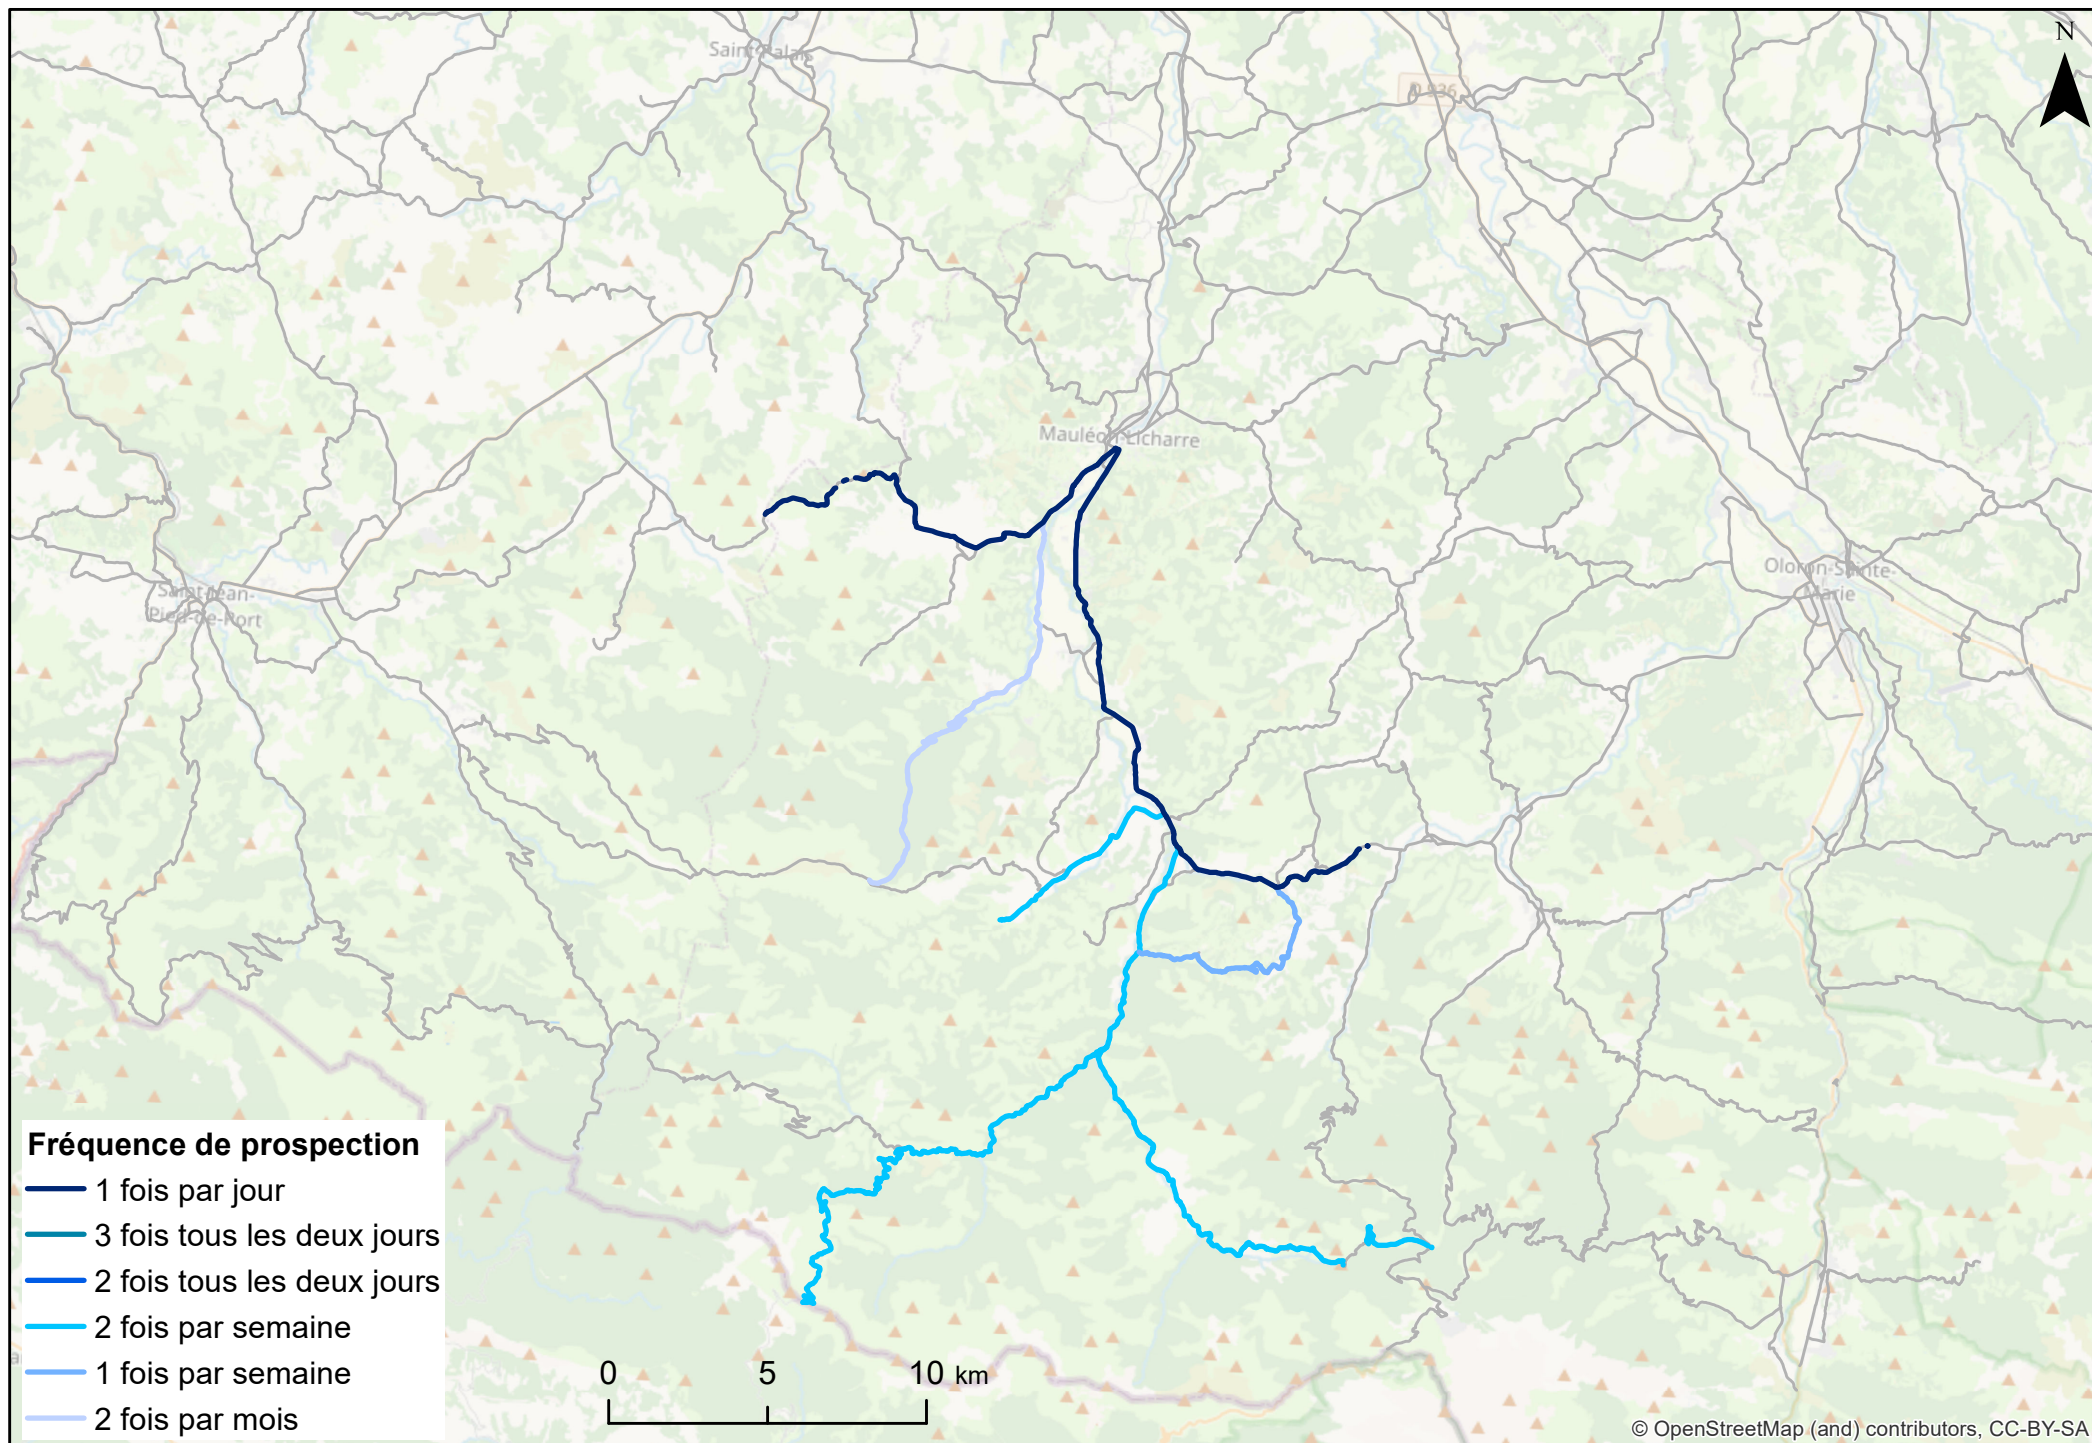 N
Saint-Palais
D 936
Mauléon-Licharre
Oloron-Sainte-
Marie
Saint-Jean-
Pied-de-Port
Fréquence de prospection
1 fois par jour
3 fois tous les deux jours
2 fois tous les deux jours
2 fois par semaine
1 fois par semaine
2 fois par mois
0 5 10 km
© OpenStreetMap (and) contributors, CC-BY-SA